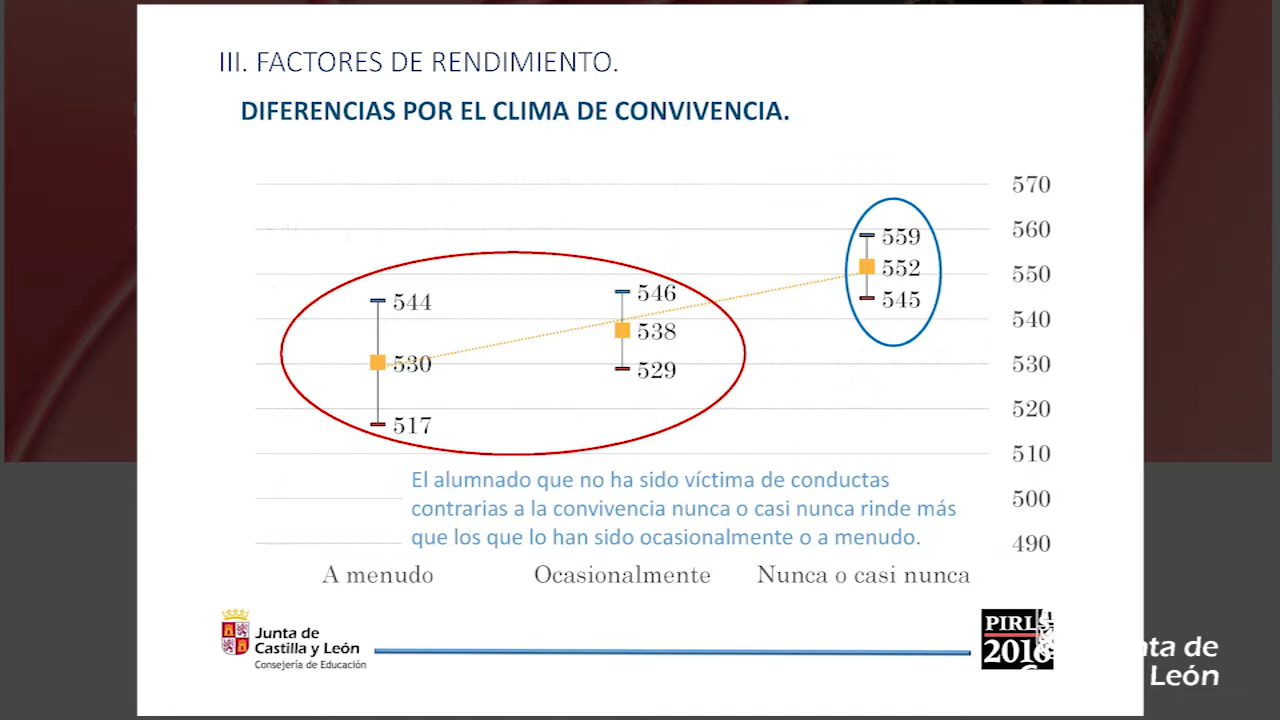 III. FACTORES DE RENDIMIENTO.
DIFERENCIAS POR EL CLIMA DE CONVIVENCIA.
570
560
550
540
530
520
510
500
490
544
530
517
546
538
529
559
552
545
El alumnado que no ha sido víctima de conductas
contrarias a la convivencia nunca o casi nunca rinde más
que los que lo han sido ocasionalmente o a menudo.
A menudo
Ocasionalmente
Nunca o casi nunca
Junta de
Castilla y León
Consejería de Educación
PIRLS
2016
León